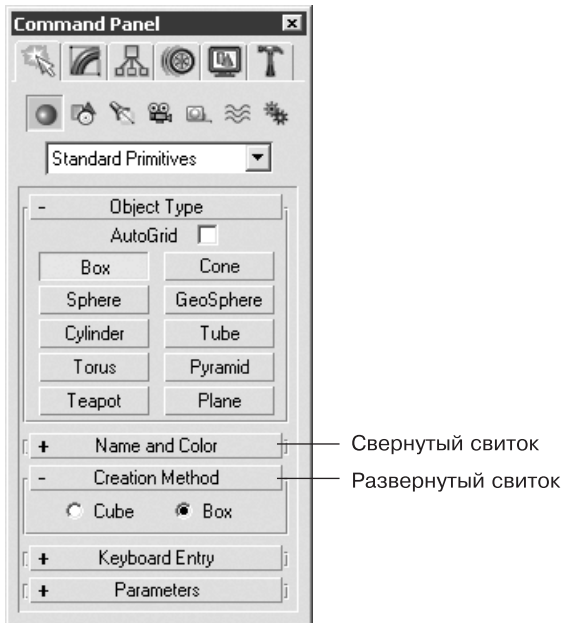 Command Panel
Standard Primitives
- Object Type
AutoGrid
Box Cone
Sphere GeoSphere
Cylinder Tube
Torus Pyramid
Teapot Plane
+ Name and Color
Свернутый свиток
- Creation Method
Развернутый свиток
Cube Box
+ Keyboard Entry
+ Parameters